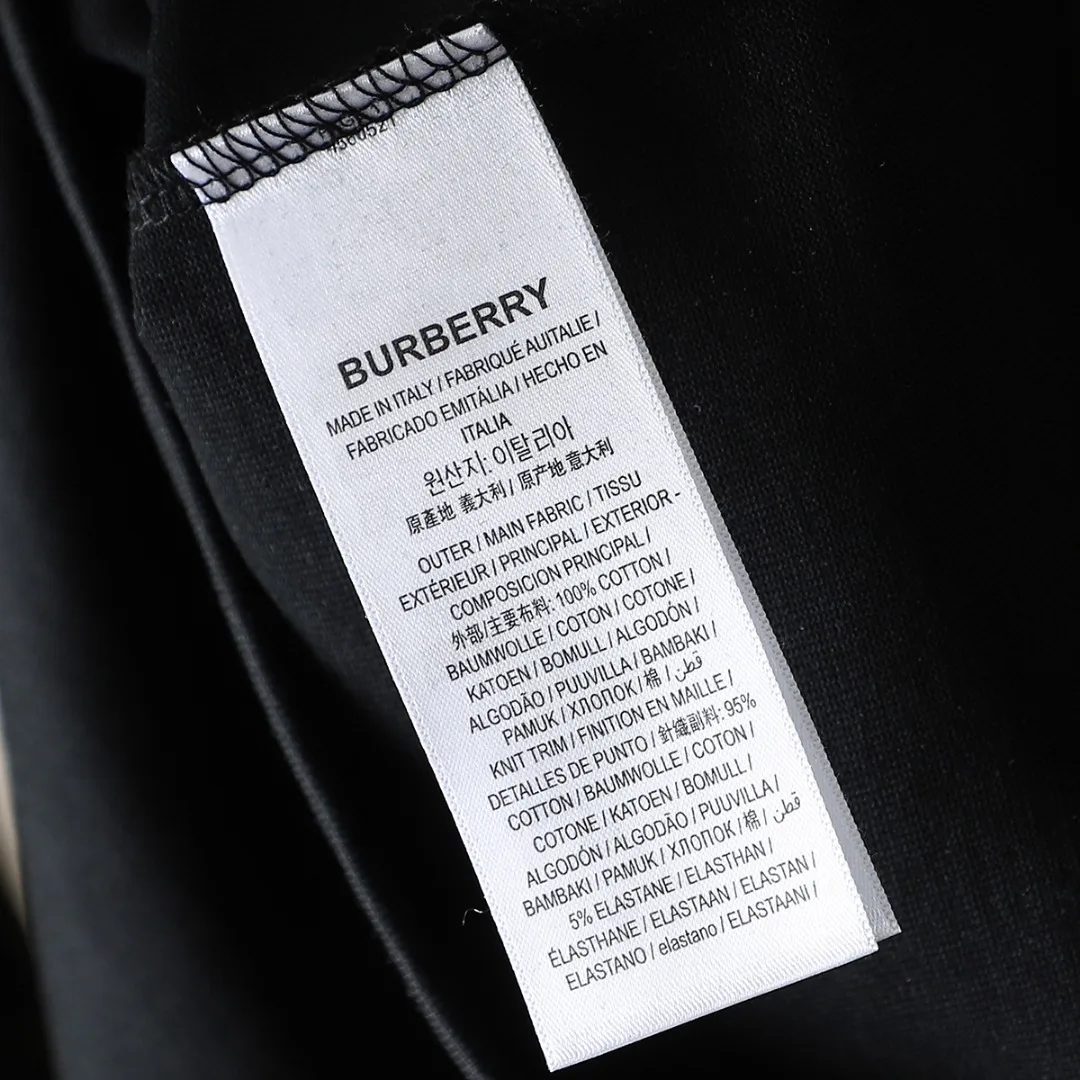 BURBERRY
MADE IN ITALY / FABRIQUÉ AUITALIE /
FABRICADO EMITÁLIA / HECHO EN
ITALIA
원산지: 이탈리아
原產地 義大利 / 原产地 意大利
OUTER / MAIN FABRIC / TISSU
EXTÉRIEUR / PRINCIPAL / EXTERIOR -
COMPOSICION PRINCIPAL /
外部/主要布料: 100% COTTON /
BAUMWOLLE / COTON / COTONE /
KATOEN / BOMULL / ALGODÓN /
ALGODÃO / PUUVILLA / BAMBAKI /
PAMUK / ХЛОПОК / 棉 / قطن
KNIT TRIM / FINITION EN MAILLE /
DETALLES DE PUNTO / 針織副料: 95%
COTTON / BAUMWOLLE / COTON /
COTONE / KATOEN / BOMULL /
ALGODÓN / ALGODÃO / PUUVILLA /
BAMBAKI / PAMUK / ХЛОПОК / 棉 / قطن
5% ELASTANE / ELASTHAN /
ÉLASTHANE / ELASTAAN / ELASTAN /
ELASTANO / elastano / ELASTAANI /